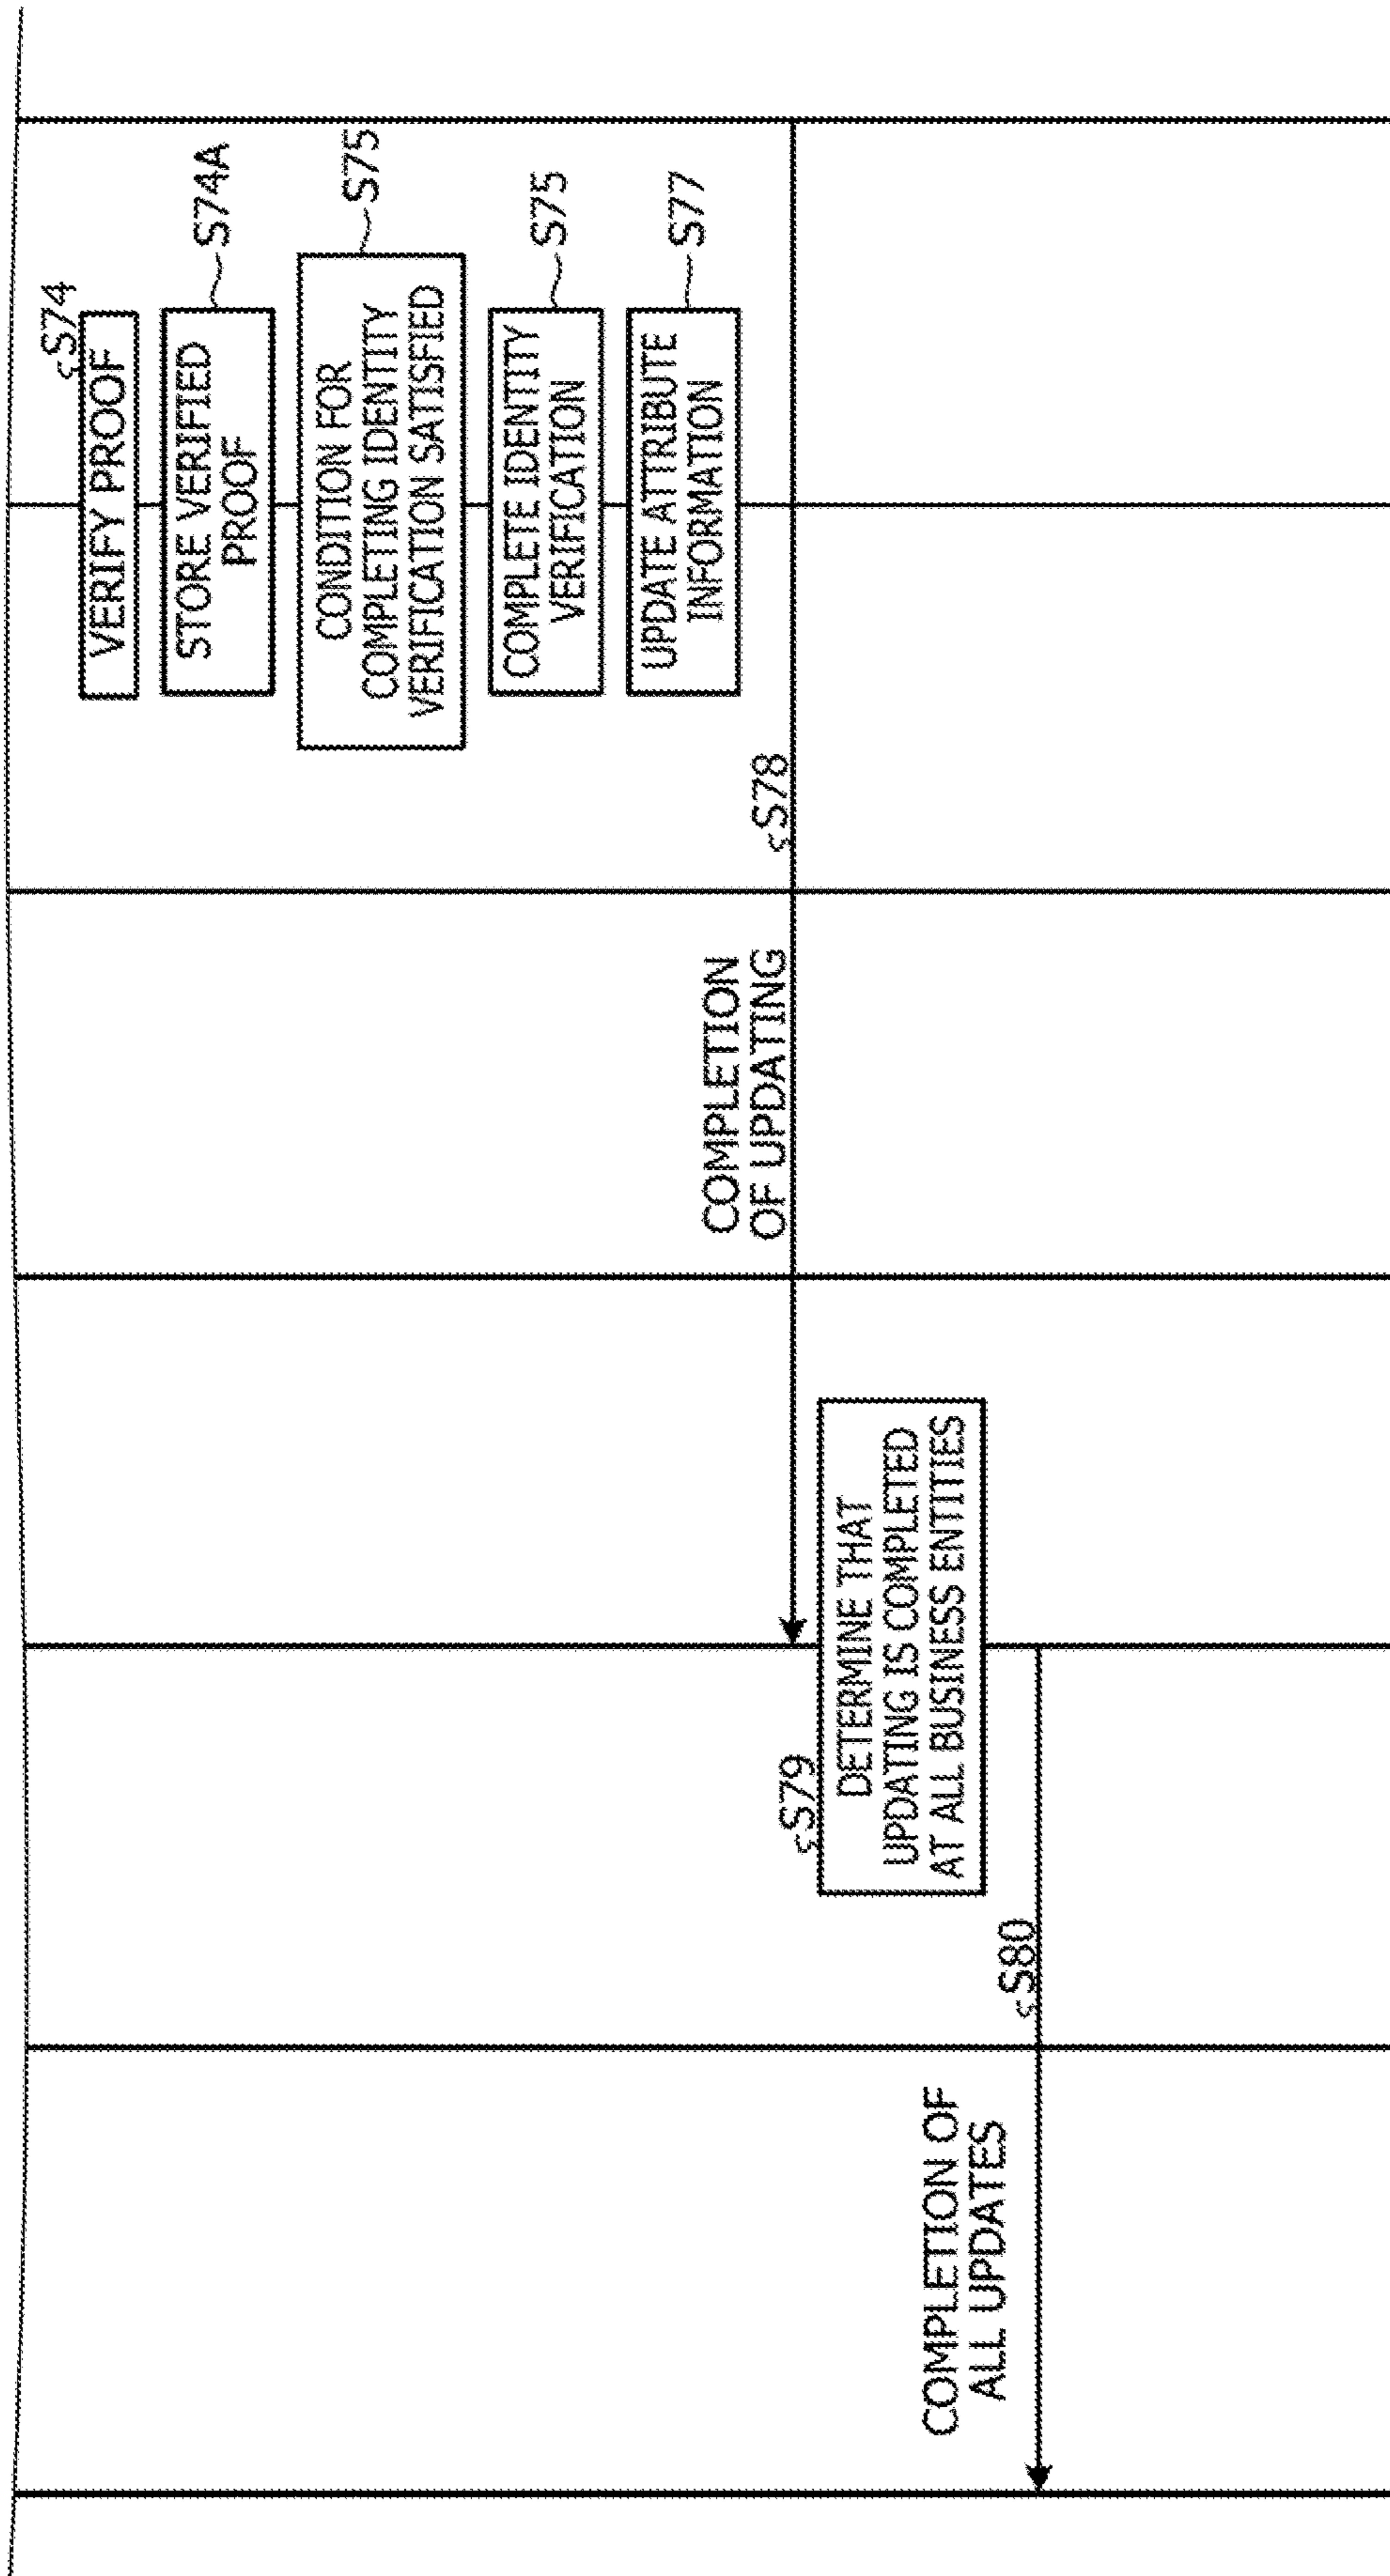 S74
VERIFY PROOF
S74A
STORE VERIFIED
PROOF
S75
CONDITION FOR
COMPLETING IDENTITY
VERIFICATION SATISFIED
S75
COMPLETE IDENTITY
VERIFICATION
S77
UPDATE ATTRIBUTE
INFORMATION
S78
COMPLETION
OF UPDATING
S79
DETERMINE THAT
UPDATING IS COMPLETED
AT ALL BUSINESS ENTITIES
S80
COMPLETION OF
ALL UPDATES